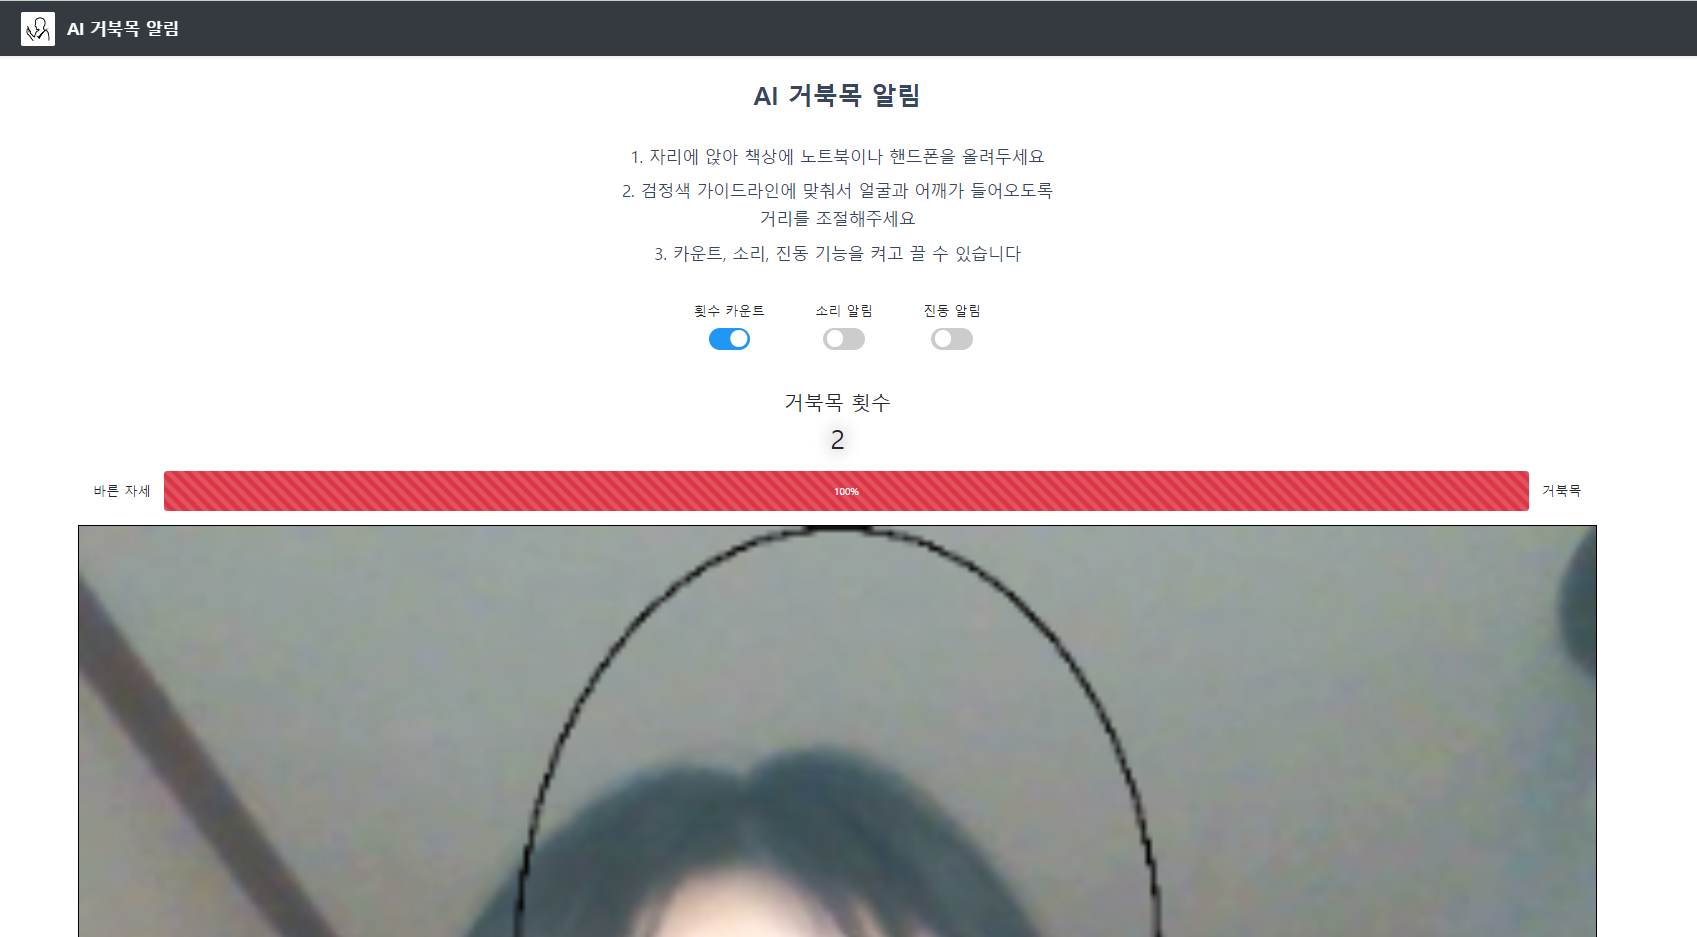 AI 거북목 알림
AI 거북목 알림
1. 자리에 앉아 책상에 노트북이나 핸드폰을 올려두세요
2. 검정색 가이드라인에 맞춰서 얼굴과 어깨가 들어오도록
거리를 조절해주세요
3. 카운트, 소리, 진동 기능을 켜고 끌 수 있습니다
횟수 카운트 소리 알림 진동 알림
거북목 횟수
2
바른 자세 100% 거북목